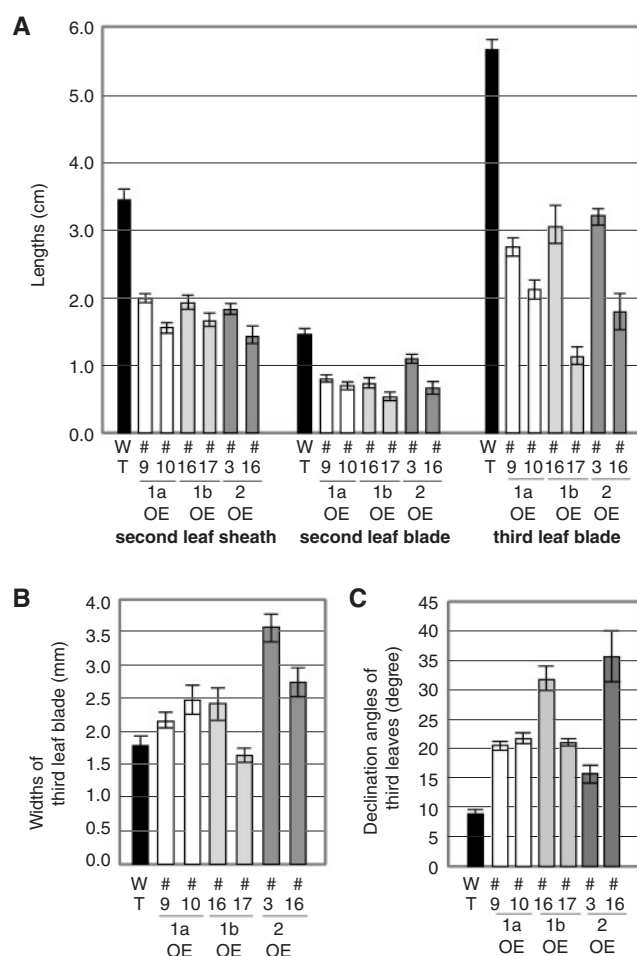 A
6.0
5.0
4.0
3.0
2.0
1.0
0.0
Lengths (cm)
W # # # # # # W # # # # # # W # # # # # #
T 9 10 16 17 3 16 T 9 10 16 17 3 16 T 9 10 16 17 3 16
1a 1b 2 1a 1b 2 1a 1b 2
OE OE OE OE OE OE OE OE OE
second leaf sheath second leaf blade third leaf blade
B
4.0
3.5
3.0
2.5
2.0
1.5
1.0
0.5
0.0
Widths of
third leaf blade (mm)
W # # # # # #
T 9 10 16 17 3 16
1a 1b 2
OE OE OE
C
45
40
35
30
25
20
15
10
5
0
Declination angles of
third leaves (degree)
W # # # # # #
T 9 10 16 17 3 16
1a 1b 2
OE OE OE